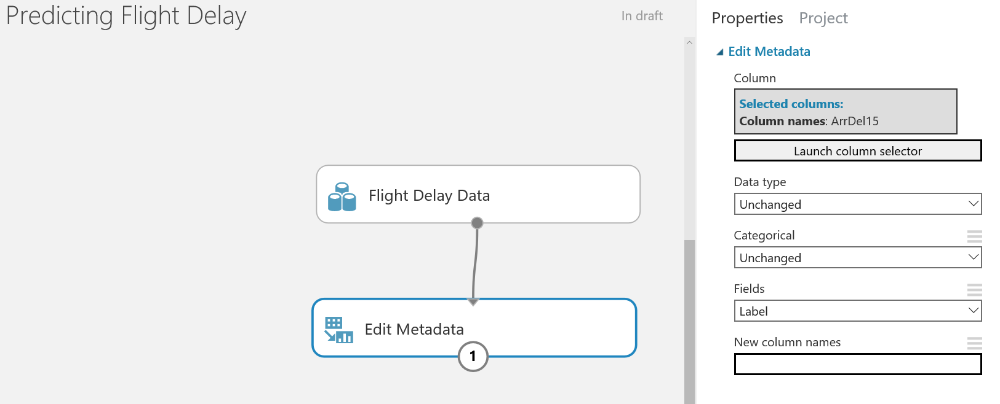 Predicting Flight Delay
In draft
Flight Delay Data
Edit Metadata
1
Properties Project
Edit Metadata
Column
Selected columns:
Column names: ArrDel15
Launch column selector
Data type
Unchanged
Categorical
Unchanged
Fields
Label
New column names